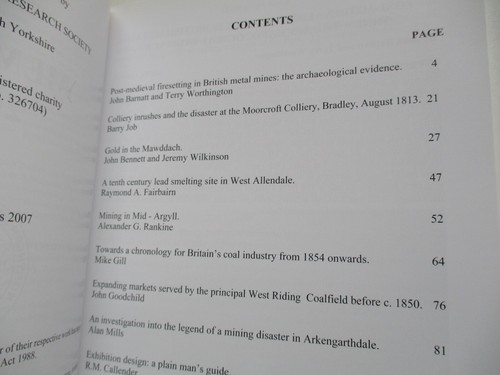 by
RESEARCH SOCIETY
h Yorkshire
istered charity
. 326704)
s 2007
r of their respective
Act 1988.
CONTENTS
PAGE
Post-medieval firesetting in British metal mines: the archaeological evidence. 4
John Barnatt and Terry Worthington
Colliery inrushes and the disaster at the Moorcroft Colliery, Bradley, August 1813. 21
Barry Job
Gold in the Mawddach. 27
John Bennett and Jeremy Wilkinson
A tenth century lead smelting site in West Allendale. 47
Raymond A. Fairbairn
Mining in Mid - Argyll. 52
Alexander G. Rankine
Towards a chronology for Britain's coal industry from 1854 onwards. 64
Mike Gill
Expanding markets served by the principal West Riding Coalfield before c. 1850. 76
John Goodchild
An investigation into the legend of a mining disaster in Arkengarthdale. 81
Alan Mills
Exhibition design: a plain man's guide
R.M. Callender